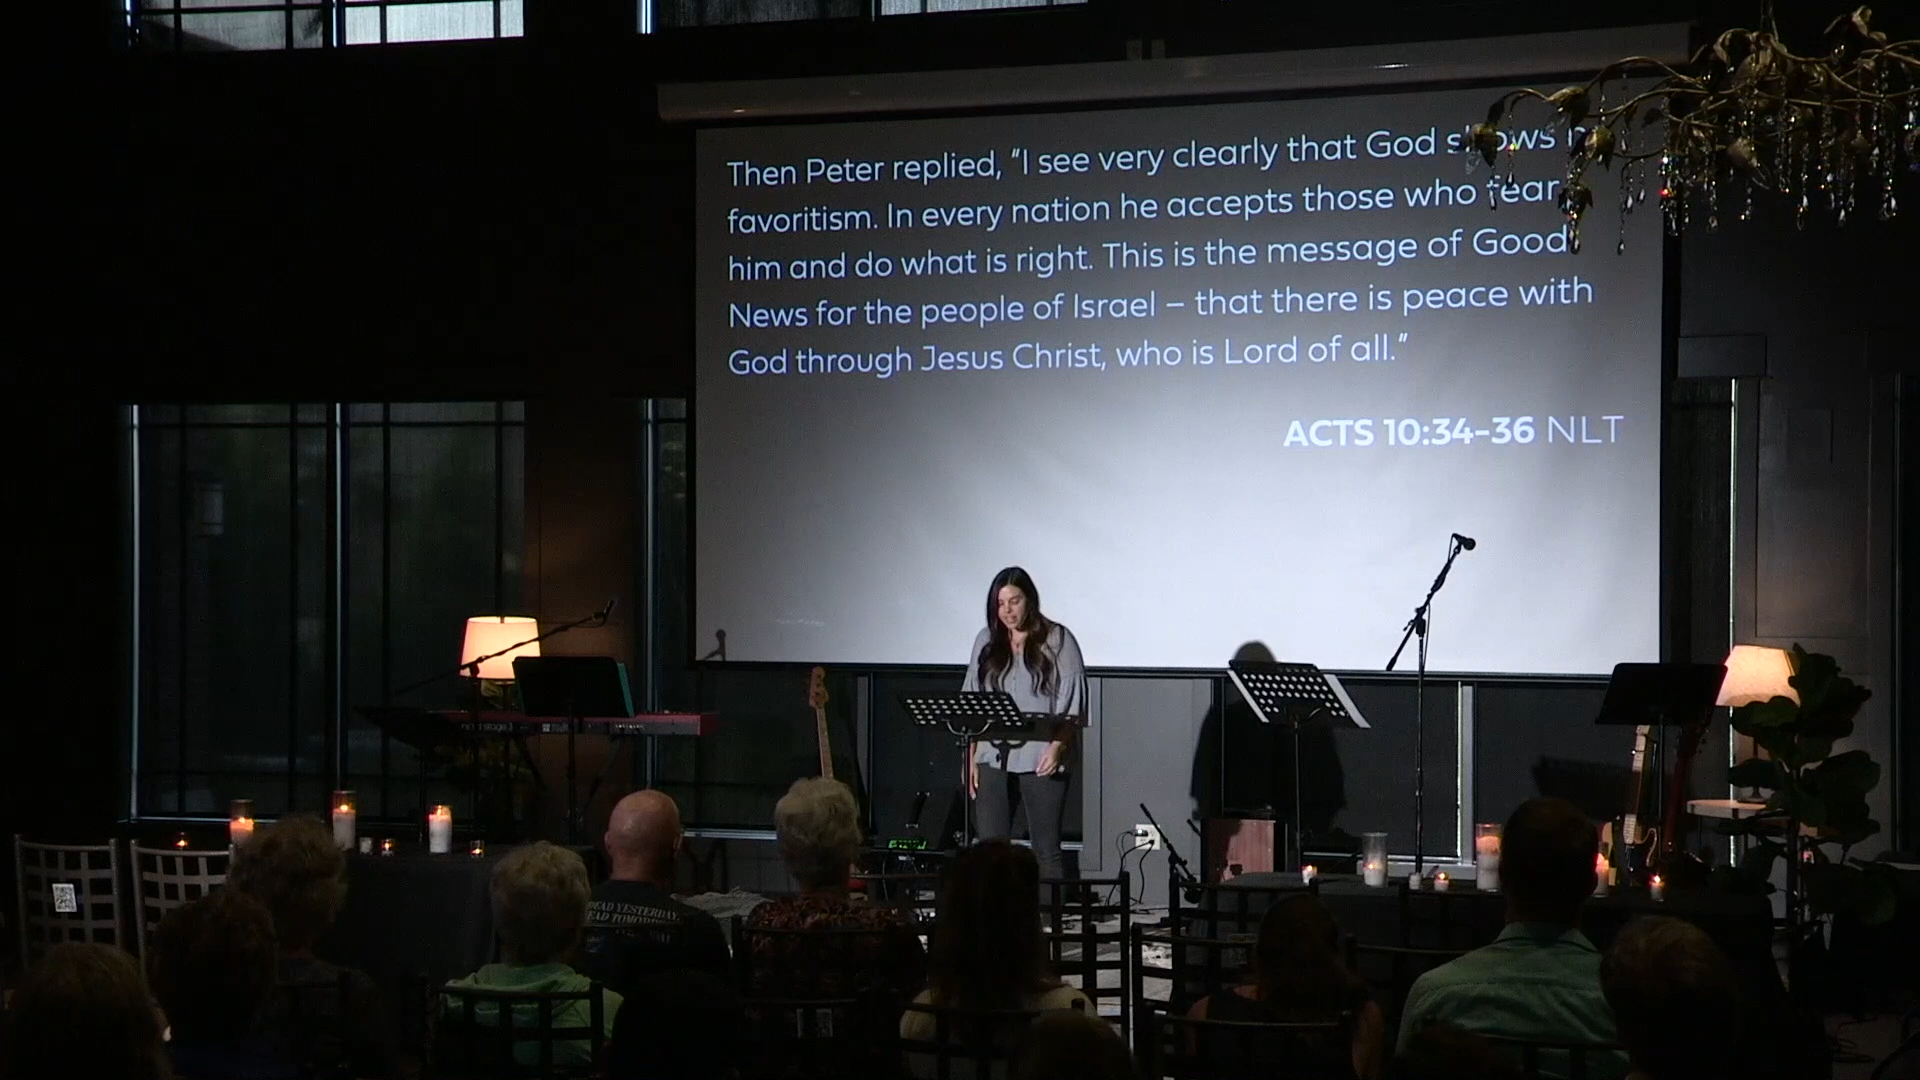 Then Peter replied, “I see very clearly that God shows
favoritism. In every nation he accepts those who fear
him and do what is right. This is the message of Good
News for the people of Israel – that there is peace with
God through Jesus Christ, who is Lord of all.”
ACTS 10:34-36 NLT